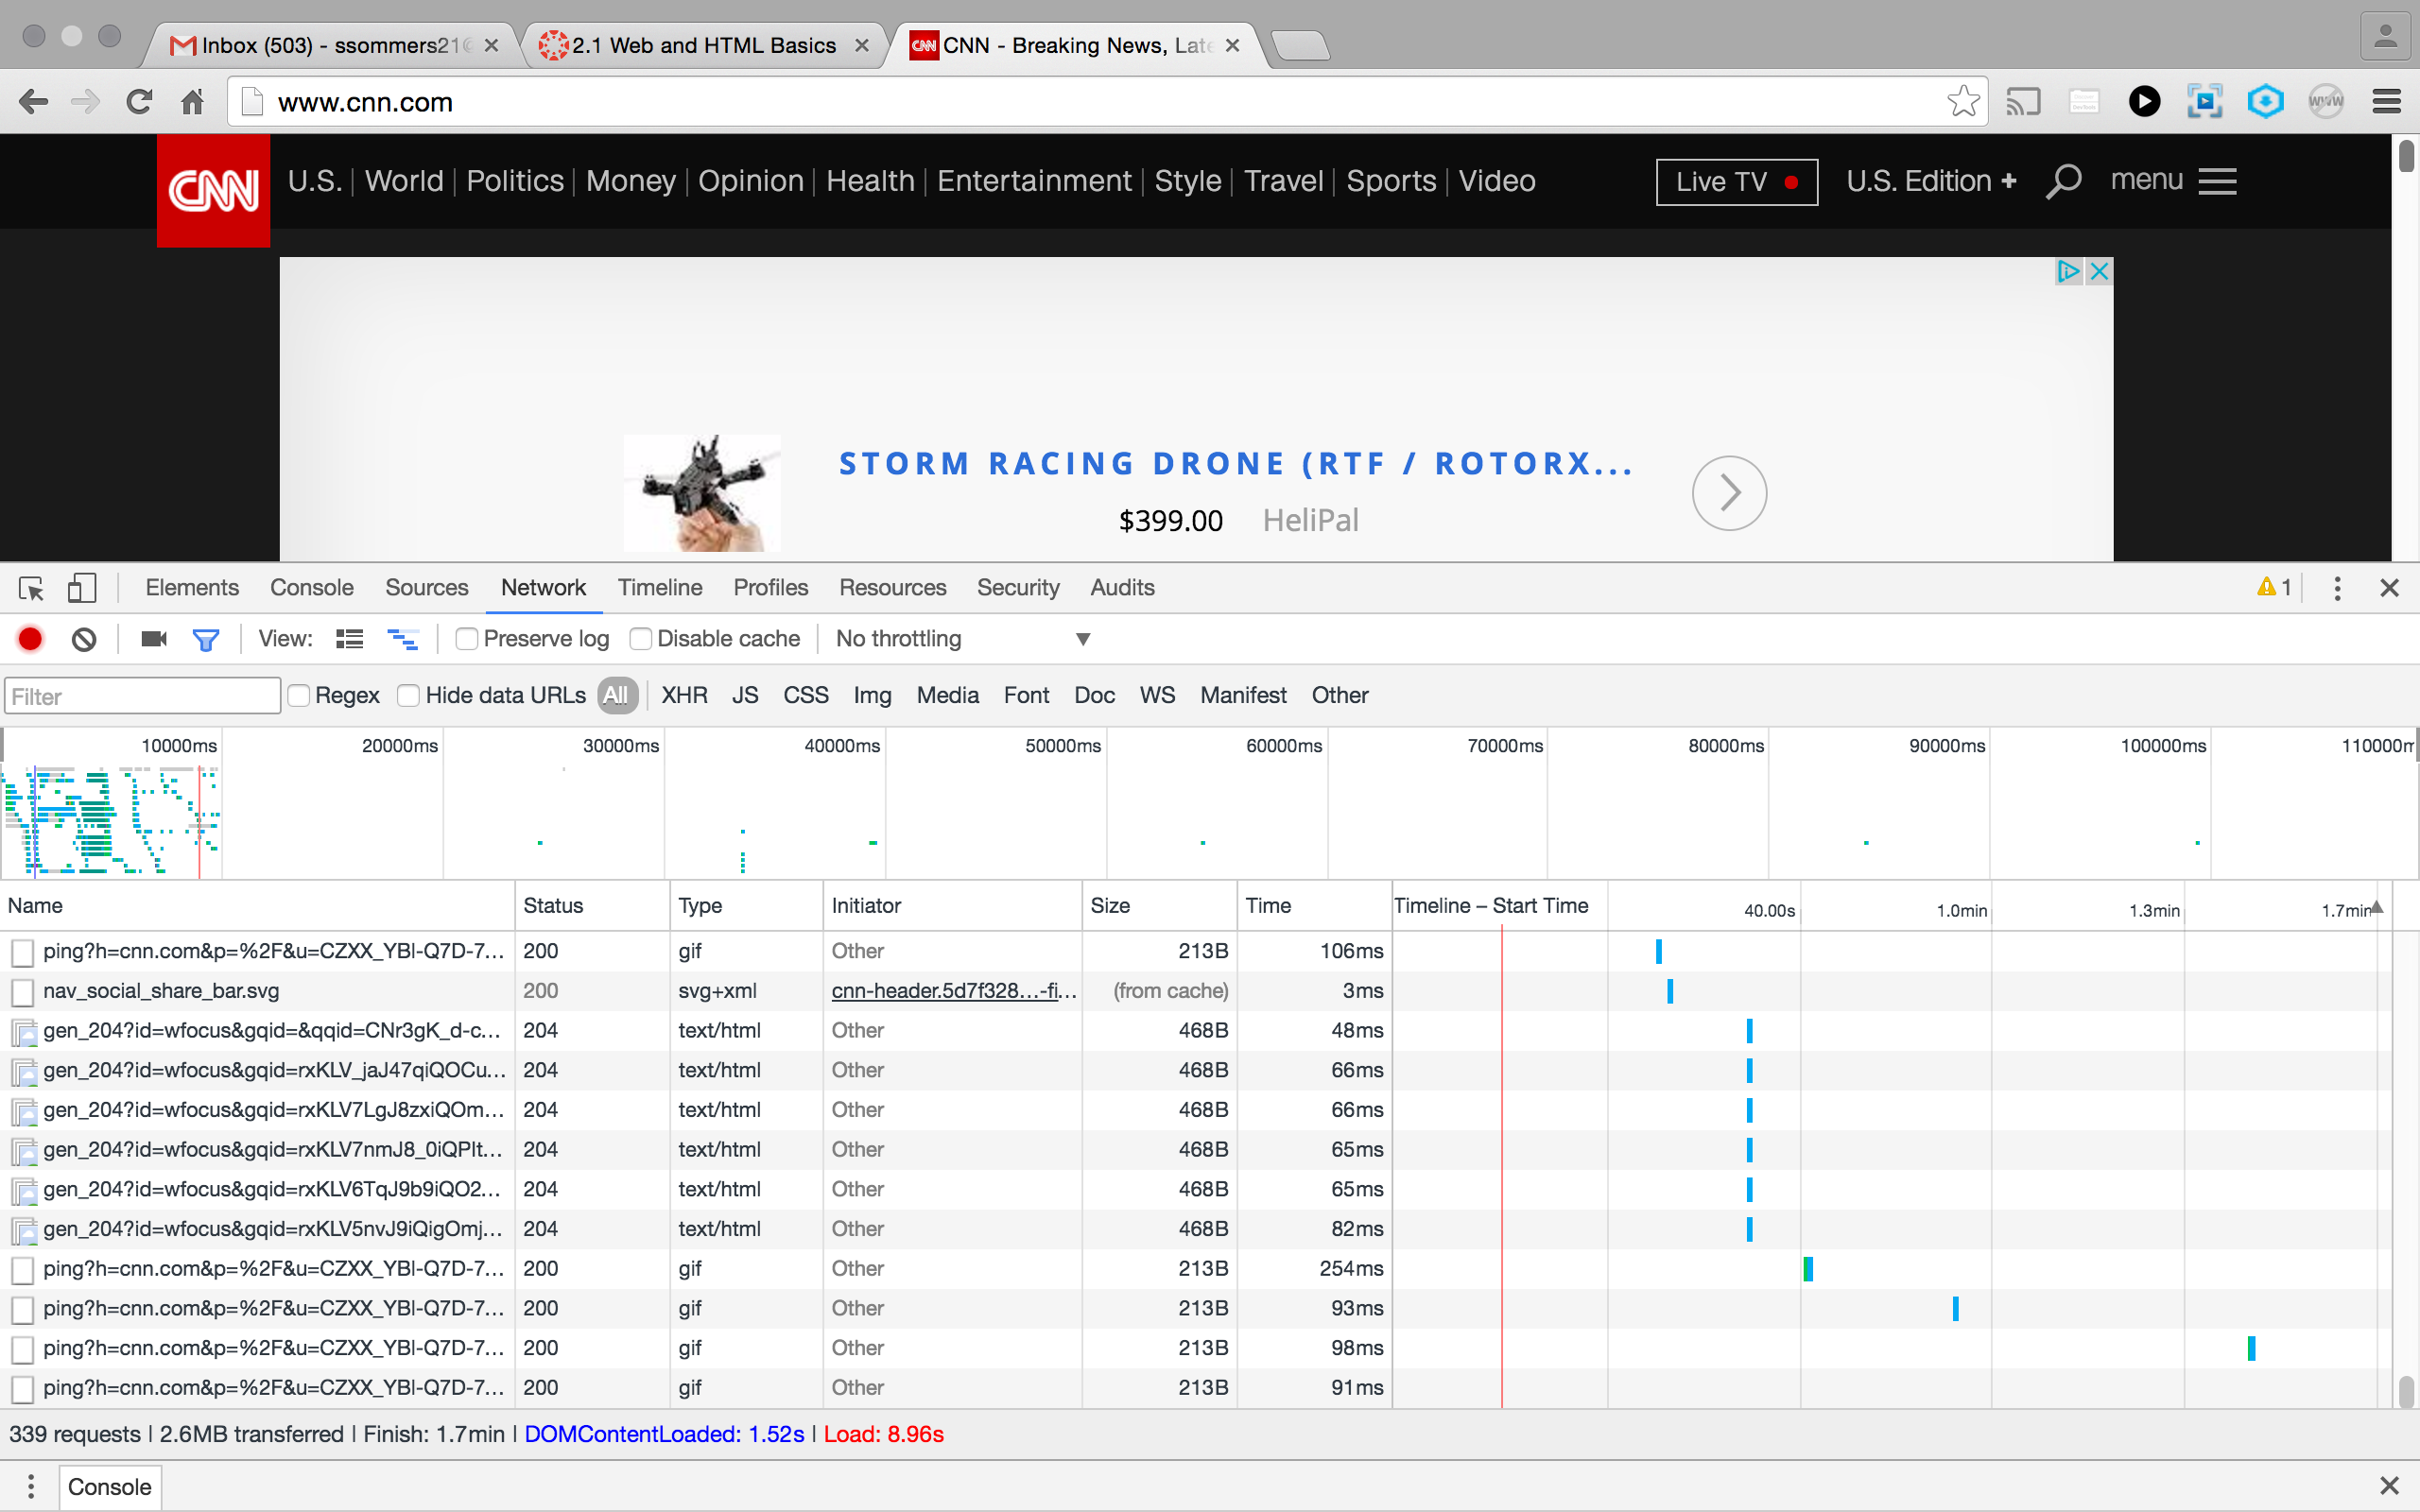 Inbox (503) - ssommers21@
2.1 Web and HTML Basics
CNN CNN - Breaking News, Late
www.cnn.com
WWW
CNN U.S. | World | Politics | Money | Opinion | Health | Entertainment | Style | Travel | Sports | Video Live TV U.S. Edition + menu
STORM RACING DRONE (RTF / ROTORX...
$399.00 HeliPal
Elements Console Sources Network Timeline Profiles Resources Security Audits 1
View: Preserve log Disable cache No throttling
Filter Regex Hide data URLs All XHR JS CSS Img Media Font Doc WS Manifest Other
10000ms 20000ms 30000ms 40000ms 50000ms 60000ms 70000ms 80000ms 90000ms 100000ms 110000m
Name Status Type Initiator Size Time Timeline – Start Time 40.00s 1.0min 1.3min 1.7min
ping?h=cnn.com&p=%2F&u=CZXX_YBl-Q7D-7... 200 gif Other 213B 106ms
nav_social_share_bar.svg 200 svg+xml cnn-header.5d7f328...-fi... (from cache) 3ms
gen_204?id=wfocus&gqid=&qqid=CNr3gK_d-c... 204 text/html Other 468B 48ms
gen_204?id=wfocus&gqid=rxKLV_jaJ47qiQOCu... 204 text/html Other 468B 66ms
gen_204?id=wfocus&gqid=rxKLV7LgJ8zxiQOm... 204 text/html Other 468B 66ms
gen_204?id=wfocus&gqid=rxKLV7nmJ8_0iQPlt... 204 text/html Other 468B 65ms
gen_204?id=wfocus&gqid=rxKLV6TqJ9b9iQO2... 204 text/html Other 468B 65ms
gen_204?id=wfocus&gqid=rxKLV5nvJ9iQigOmj... 204 text/html Other 468B 82ms
ping?h=cnn.com&p=%2F&u=CZXX_YBl-Q7D-7... 200 gif Other 213B 254ms
ping?h=cnn.com&p=%2F&u=CZXX_YBl-Q7D-7... 200 gif Other 213B 93ms
ping?h=cnn.com&p=%2F&u=CZXX_YBl-Q7D-7... 200 gif Other 213B 98ms
ping?h=cnn.com&p=%2F&u=CZXX_YBl-Q7D-7... 200 gif Other 213B 91ms
339 requests | 2.6MB transferred | Finish: 1.7min | DOMContentLoaded: 1.52s | Load: 8.96s
Console